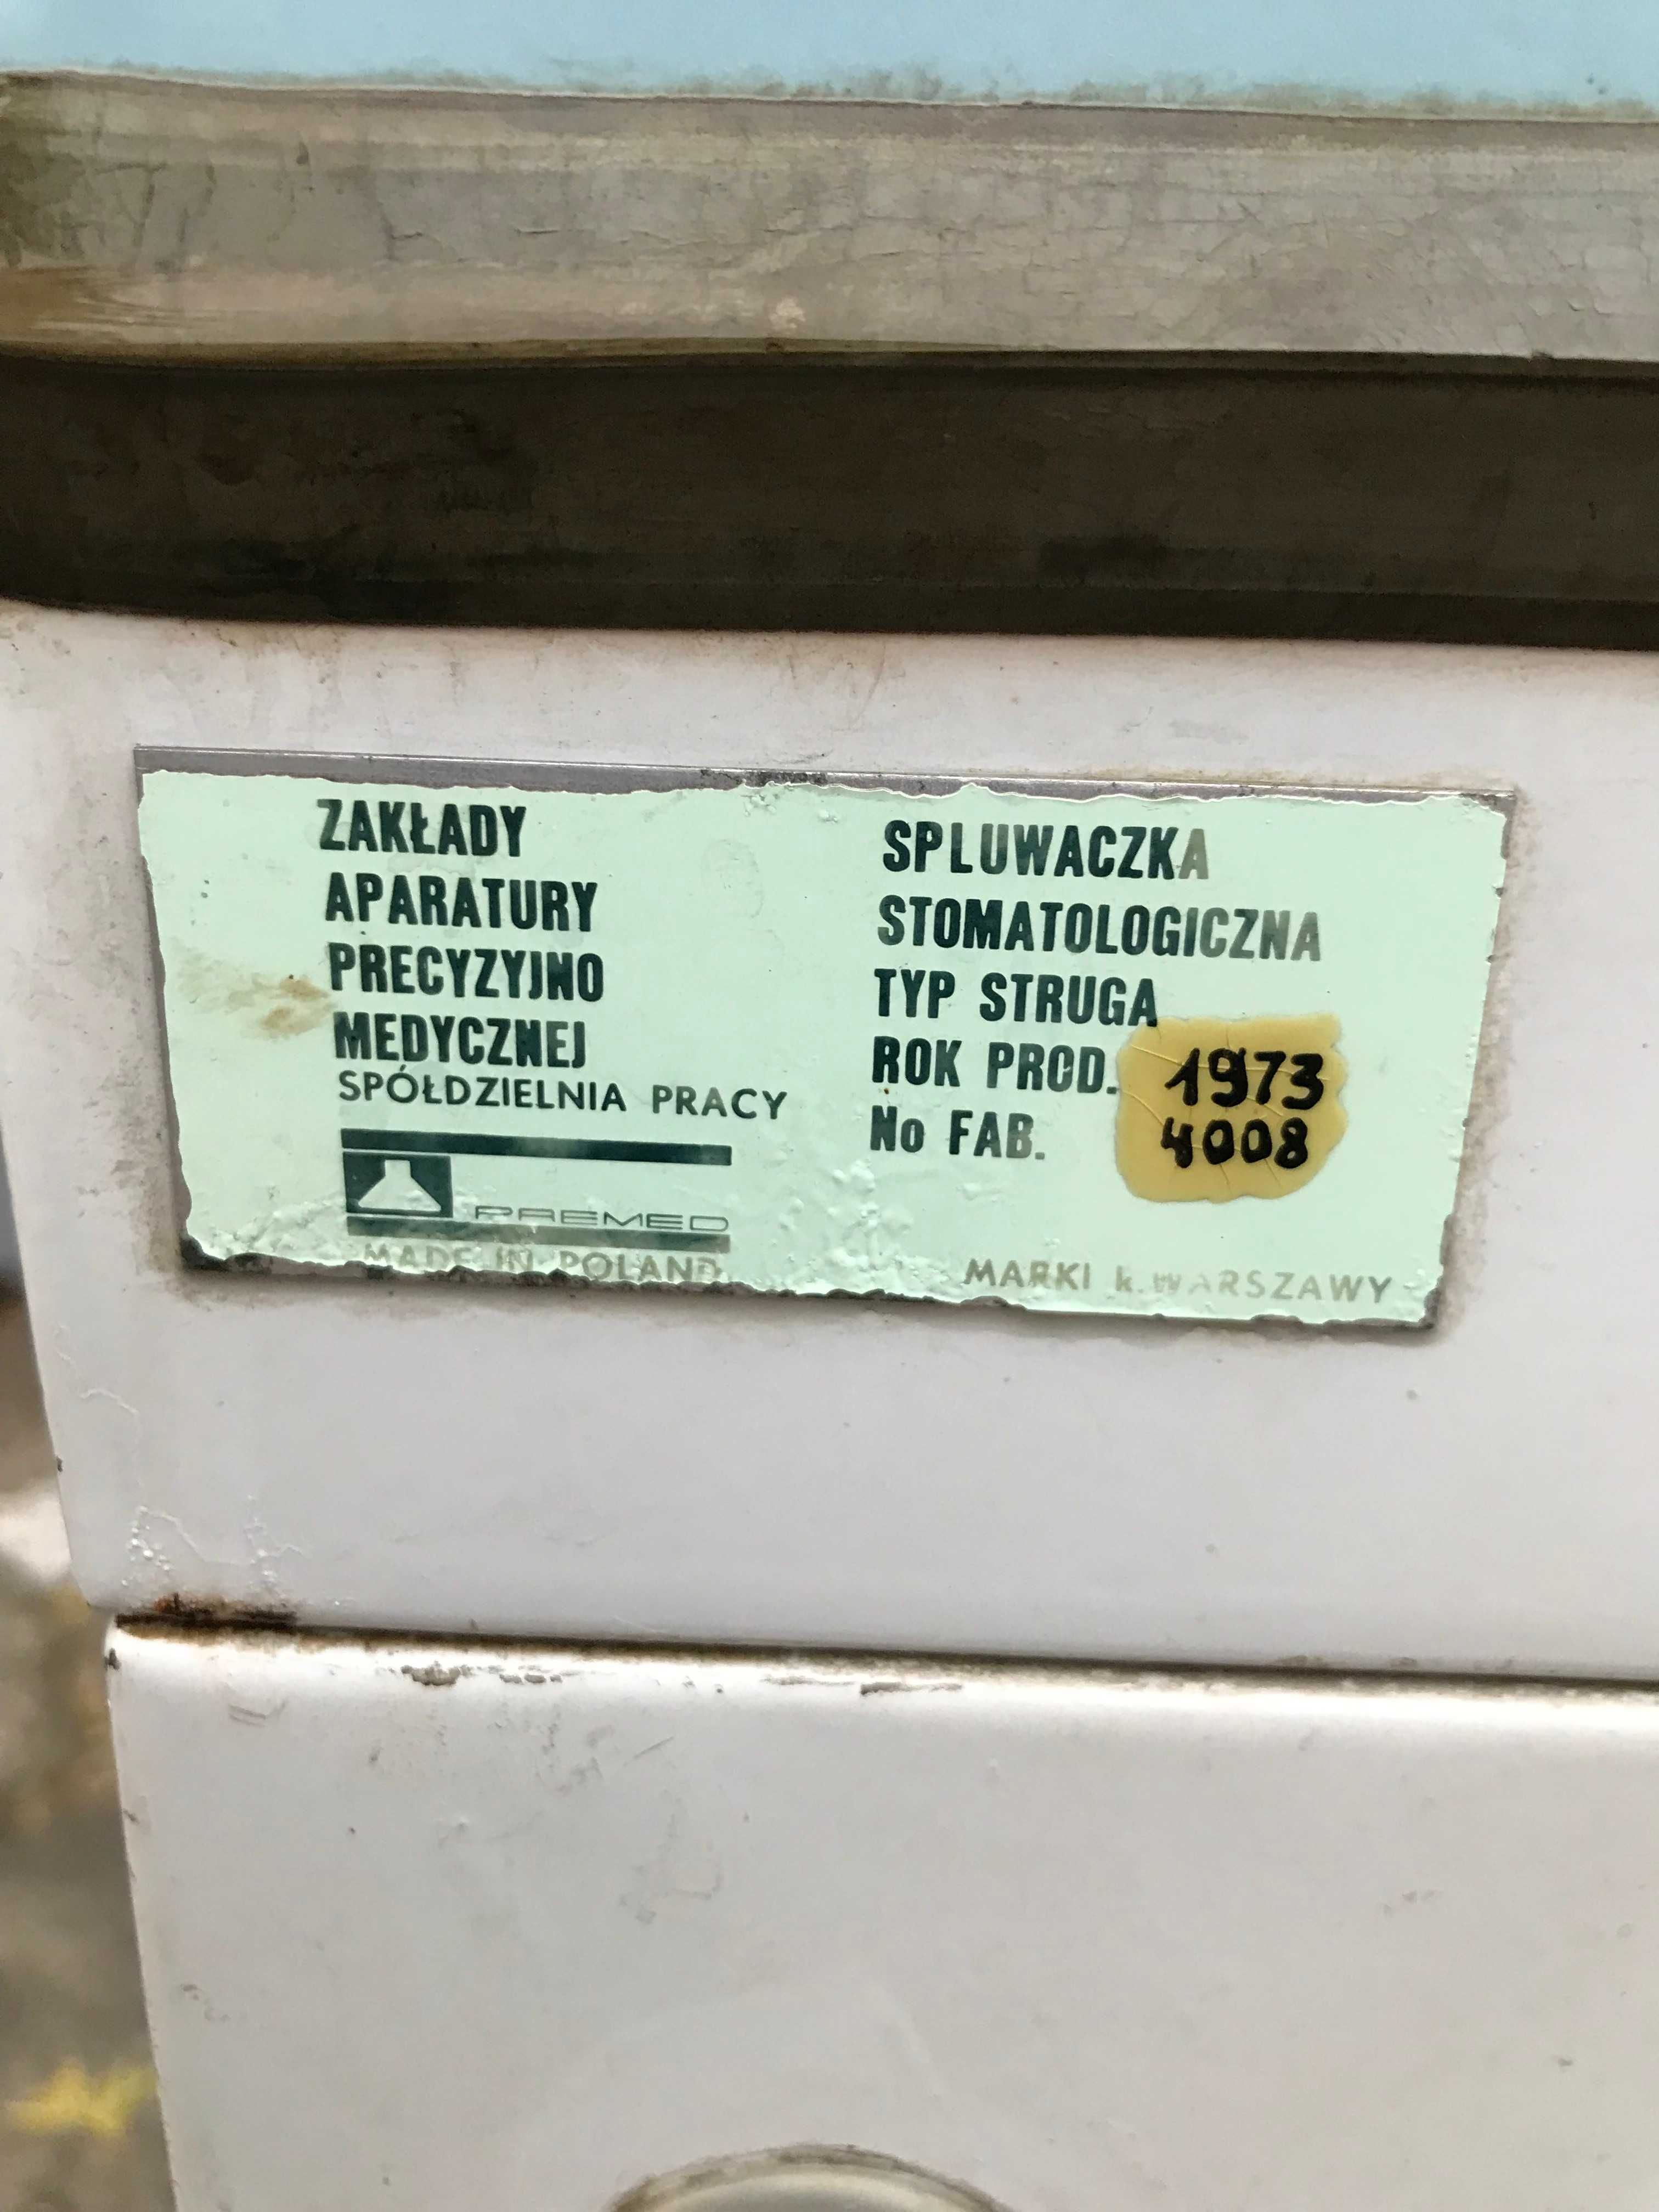 ZAKŁADY
APARATURY
PRECYZYJNO
MEDYCZNEJ
SPÓŁDZIELNIA PRACY
PREMED
MADE IN POLAND
SPLUWACZKA
STOMATOLOGICZNA
TYP STRUGA
ROK PROD. 1973
No FAB. 4008
MARKI k. WARSZAWY